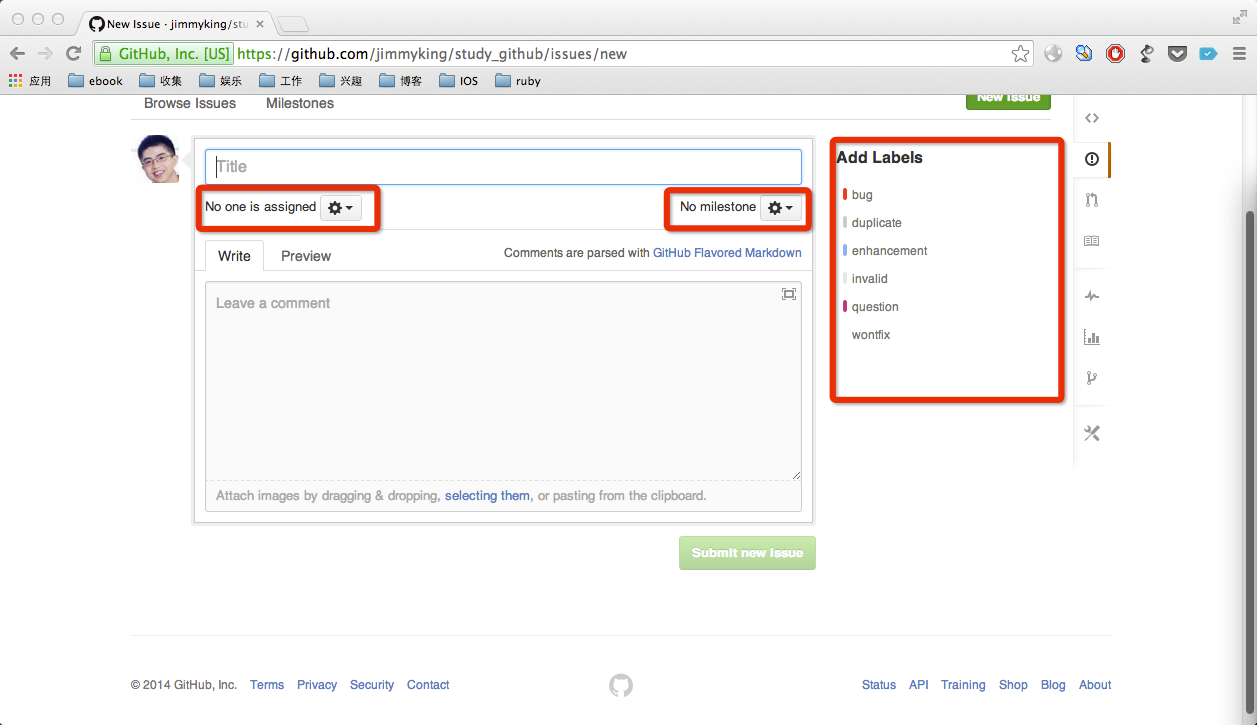 New Issue · jimmyking/stu
GitHub, Inc. [US] https://github.com/jimmyking/study_github/issues/new
应用 ebook 收集 娱乐 工作 兴趣 博客 IOS ruby
Browse Issues Milestones New Issue
Title
No one is assigned No milestone
Write Preview Comments are parsed with GitHub Flavored Markdown
Leave a comment
Attach images by dragging & dropping, selecting them, or pasting from the clipboard.
Submit new issue
Add Labels
bug
duplicate
enhancement
invalid
question
wontfix
© 2014 GitHub, Inc. Terms Privacy Security Contact Status API Training Shop Blog About